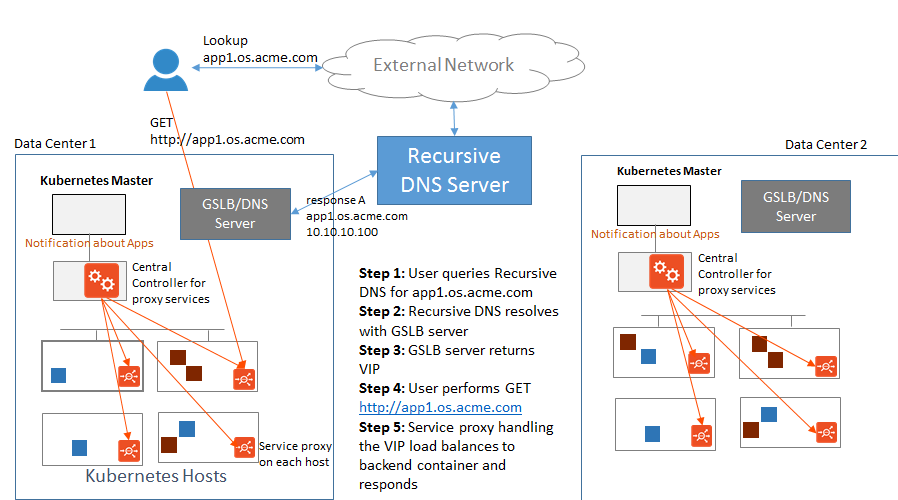 Lookup
app1.os.acme.com
External Network
GET
http://app1.os.acme.com
Data Center 1
Data Center 2
Recursive
DNS Server
Kubernetes Master
GSLB/DNS
Server
response A
app1.os.acme.com
10.10.10.100
Notification about Apps
Central
Controller for
proxy services
Service proxy
on each host
Kubernetes Hosts
Step 1: User queries Recursive
DNS for app1.os.acme.com
Step 2: Recursive DNS resolves
with GSLB server
Step 3: GSLB server returns
VIP
Step 4: User performs GET
http://app1.os.acme.com
Step 5: Service proxy handling
the VIP load balances to
backend container and
responds
Kubernetes Master
GSLB/DNS
Server
Notification about Apps
Central
Controller for
proxy services